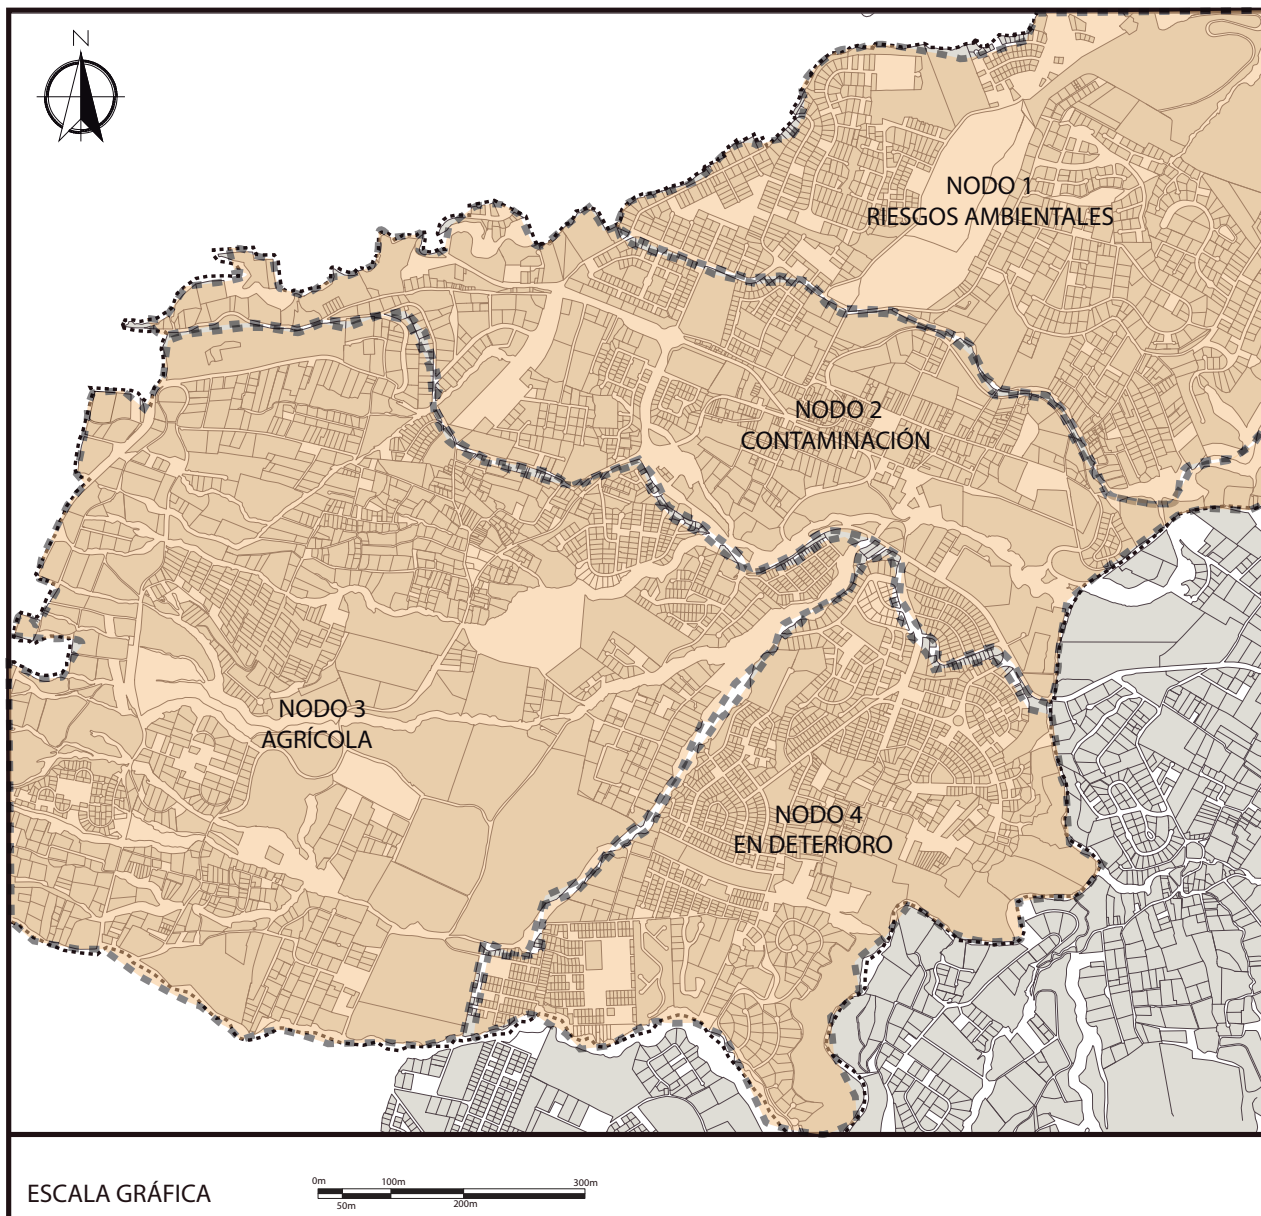 N
NODO 1
RIESGOS AMBIENTALES
NODO 2
CONTAMINACIÓN
NODO 3
AGRÍCOLA
NODO 4
EN DETERIORO
ESCALA GRÁFICA
0m 100m 300m
50m 200m